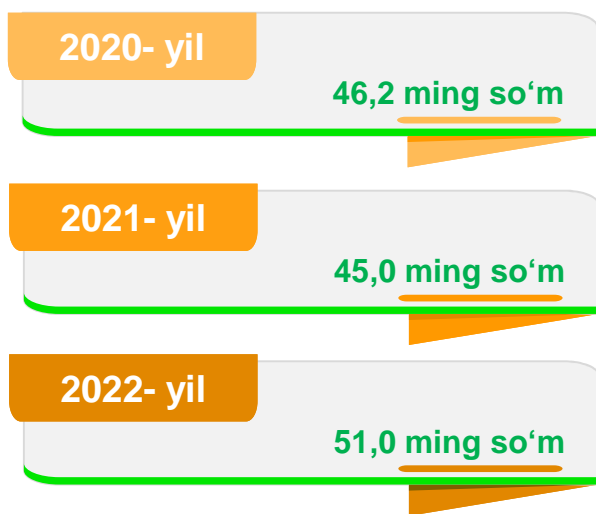 2020- yil
46,2 ming so‘m
2021- yil
45,0 ming so‘m
2022- yil
51,0 ming so‘m